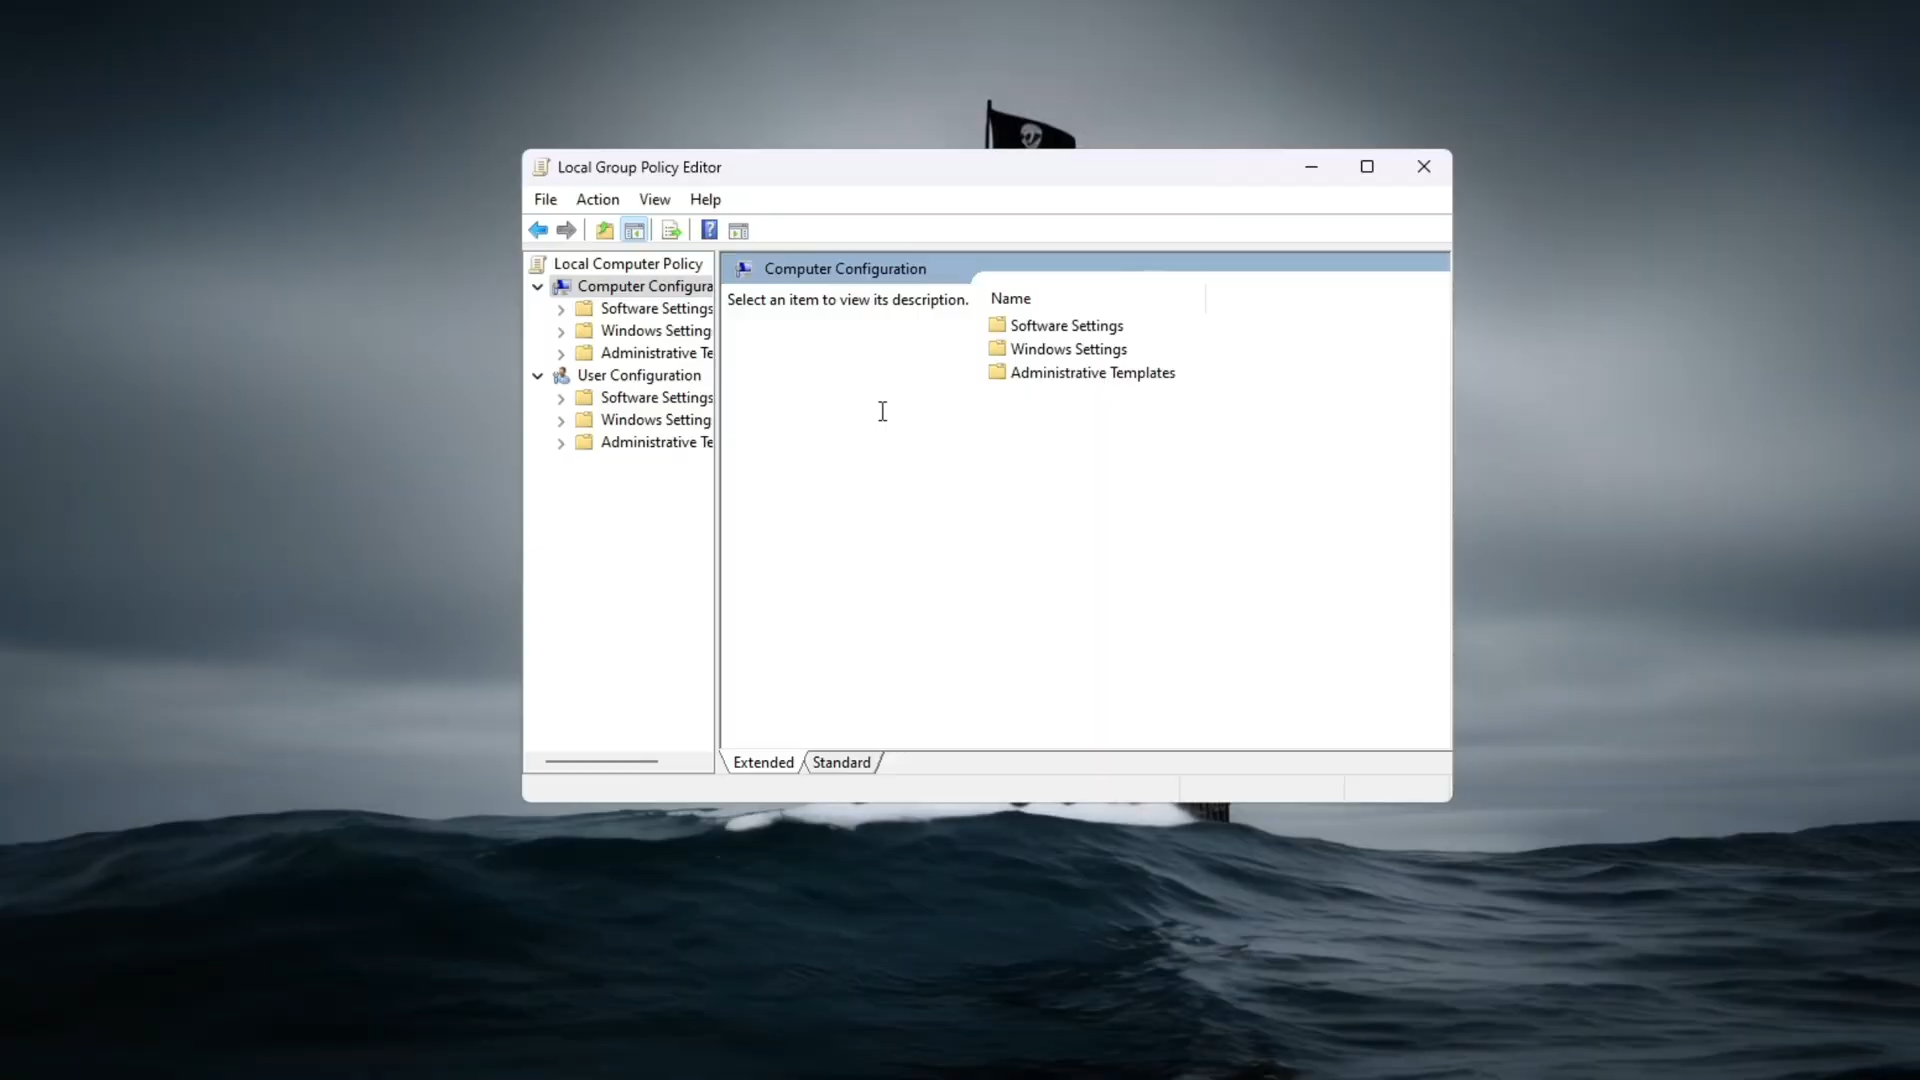 Local Group Policy Editor
File Action View Help
Local Computer Policy
Computer Configura
Software Settings
Windows Setting
Administrative Te
User Configuration
Software Settings
Windows Setting
Administrative Te
Computer Configuration
Select an item to view its description.
Name
Software Settings
Windows Settings
Administrative Templates
Extended Standard